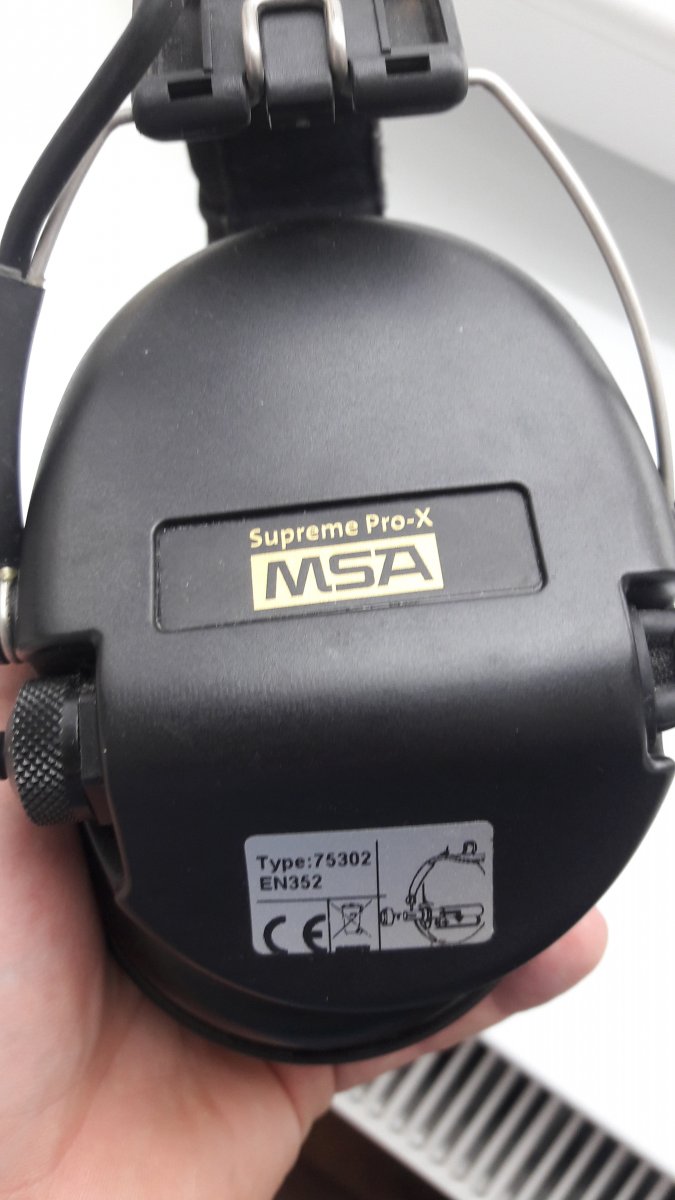 Supreme Pro-X
MSA
Type:75302
EN352
CE